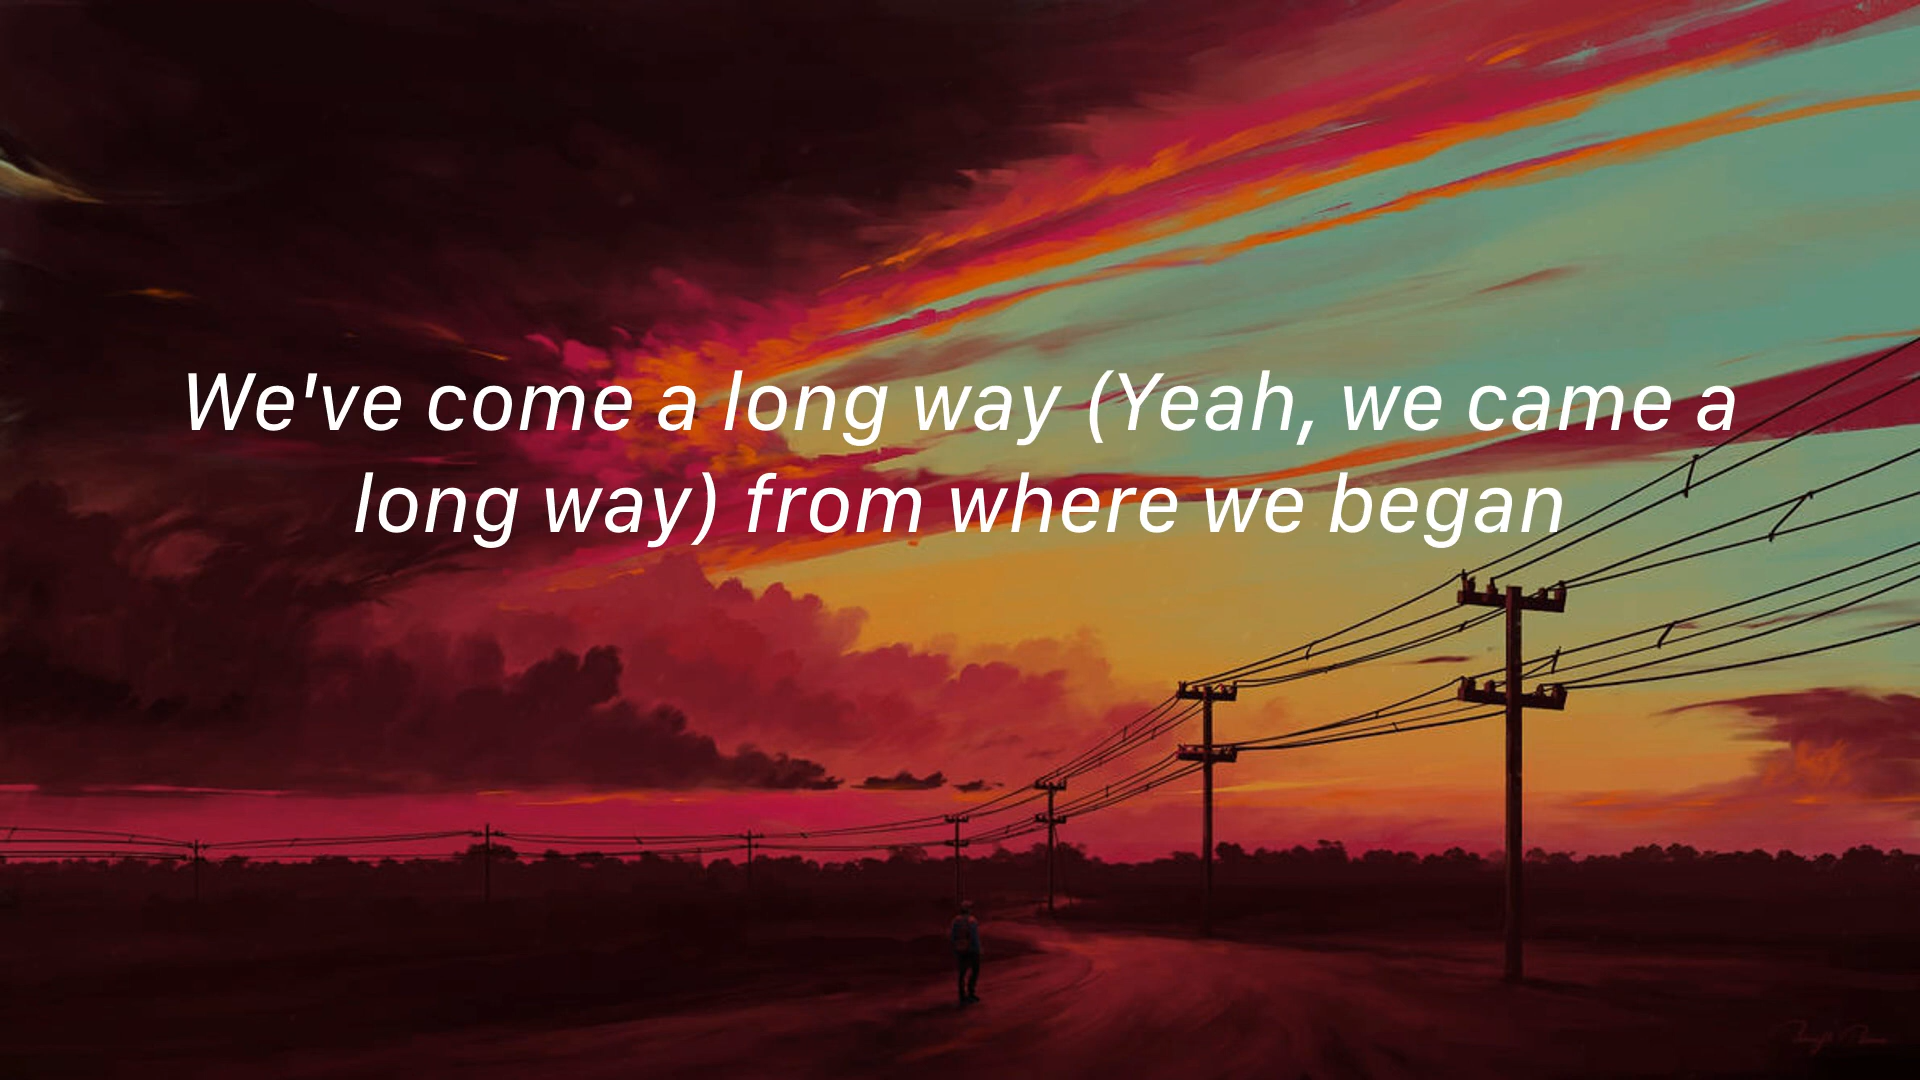 We've come a long way (Yeah, we came a
long way) from where we began